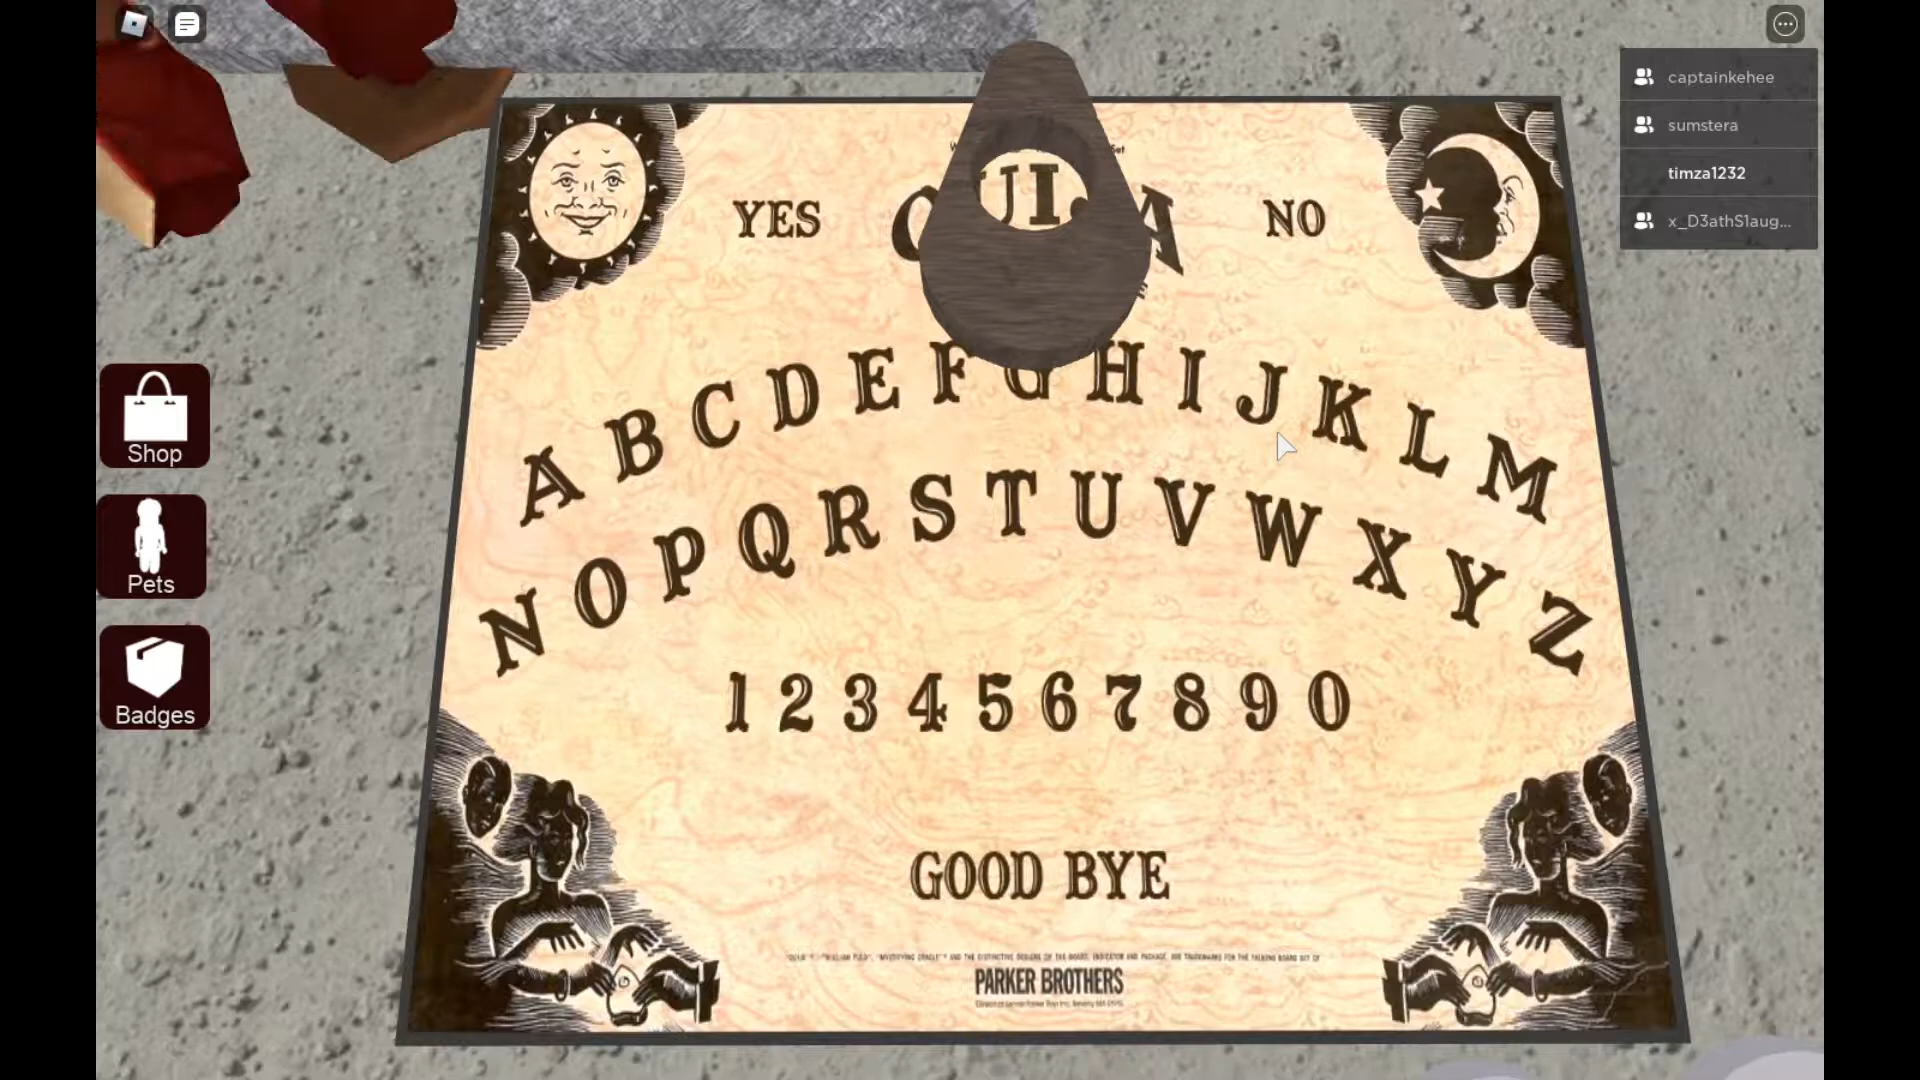 captainkehee
sumstera
timza1232
x_D3athS1aug...
YES
NO
A B C D E F G H I J K L M
N O P Q R S T U V W X Y Z
1 2 3 4 5 6 7 8 9 0
GOOD BYE
PARKER BROTHERS
Shop
Pets
Badges